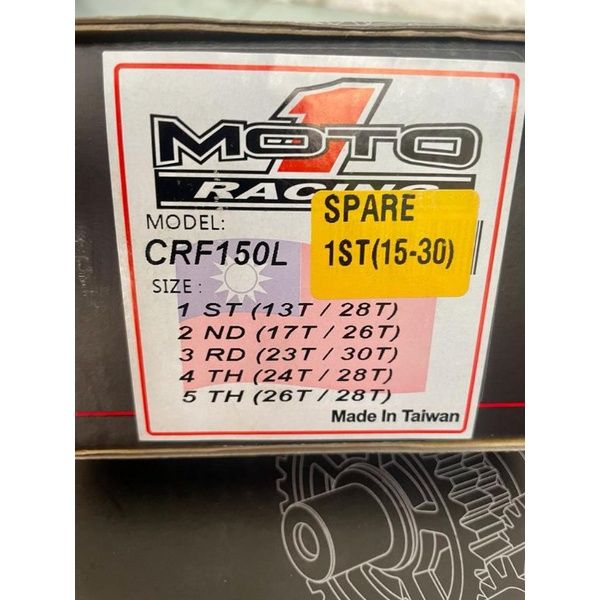 MOTO 1
RACING
MODEL:
CRF150L
SPARE
1ST(15-30)
SIZE :
1 ST (13T / 28T)
2 ND (17T / 26T)
3 RD (23T / 30T)
4 TH (24T / 28T)
5 TH (26T / 28T)
Made In Taiwan